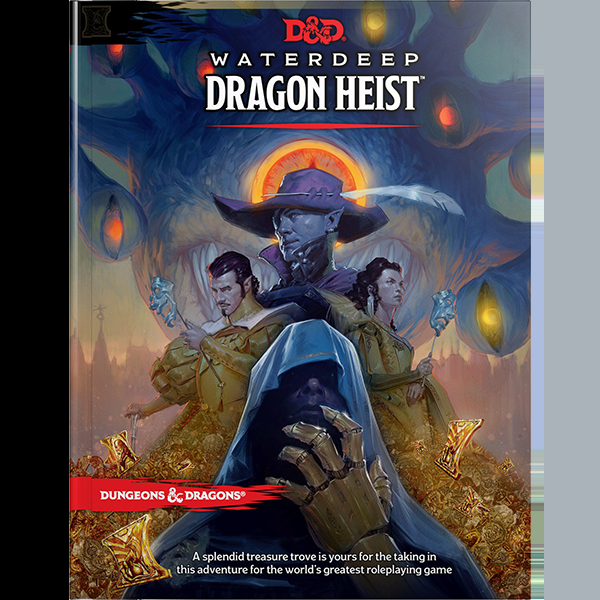 D&D®
WATERDEEP
DRAGON HEIST™
DUNGEONS & DRAGONS®
A splendid treasure trove is yours for the taking in
this adventure for the world's greatest roleplaying game